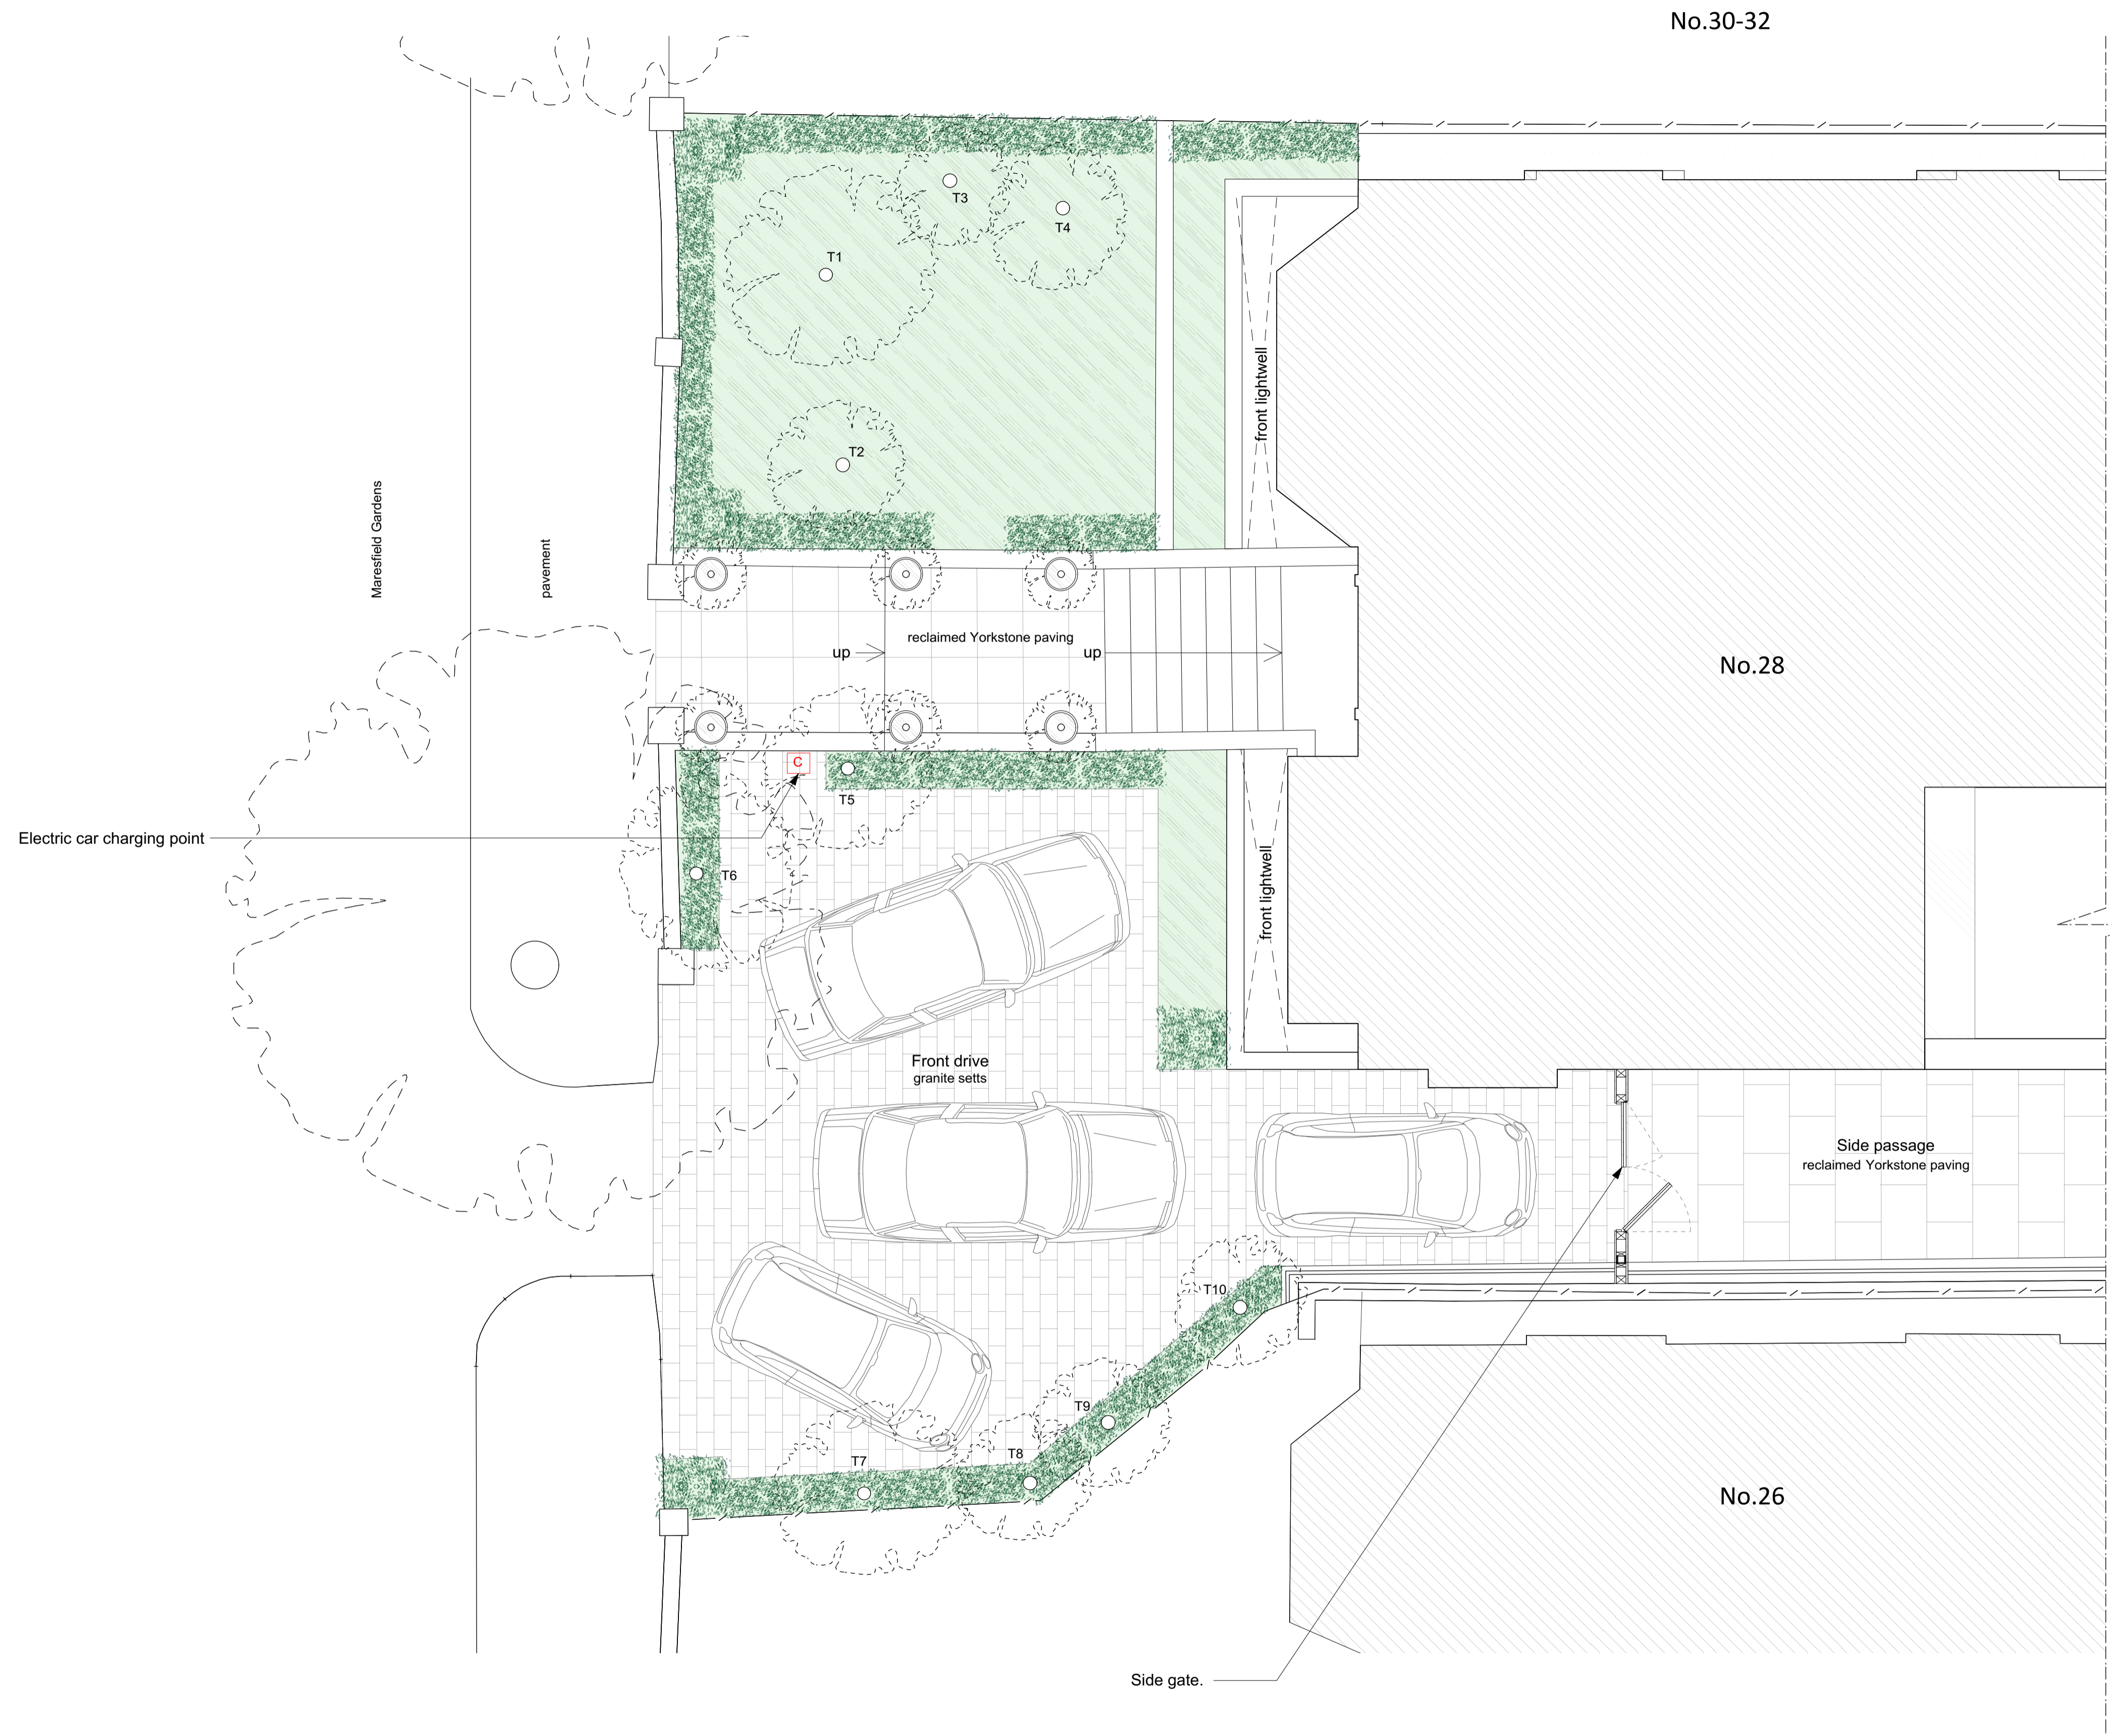 No.30-32
T3
T4
T1
front lightwell
T2
Maresfield Gardens
pavement
reclaimed Yorkstone paving
up
up
No.28
C
T5
Electric car charging point
T6
front lightwell
Front drive
granite setts
Side passage
reclaimed Yorkstone paving
T10
T9
T8
T7
No.26
Side gate.